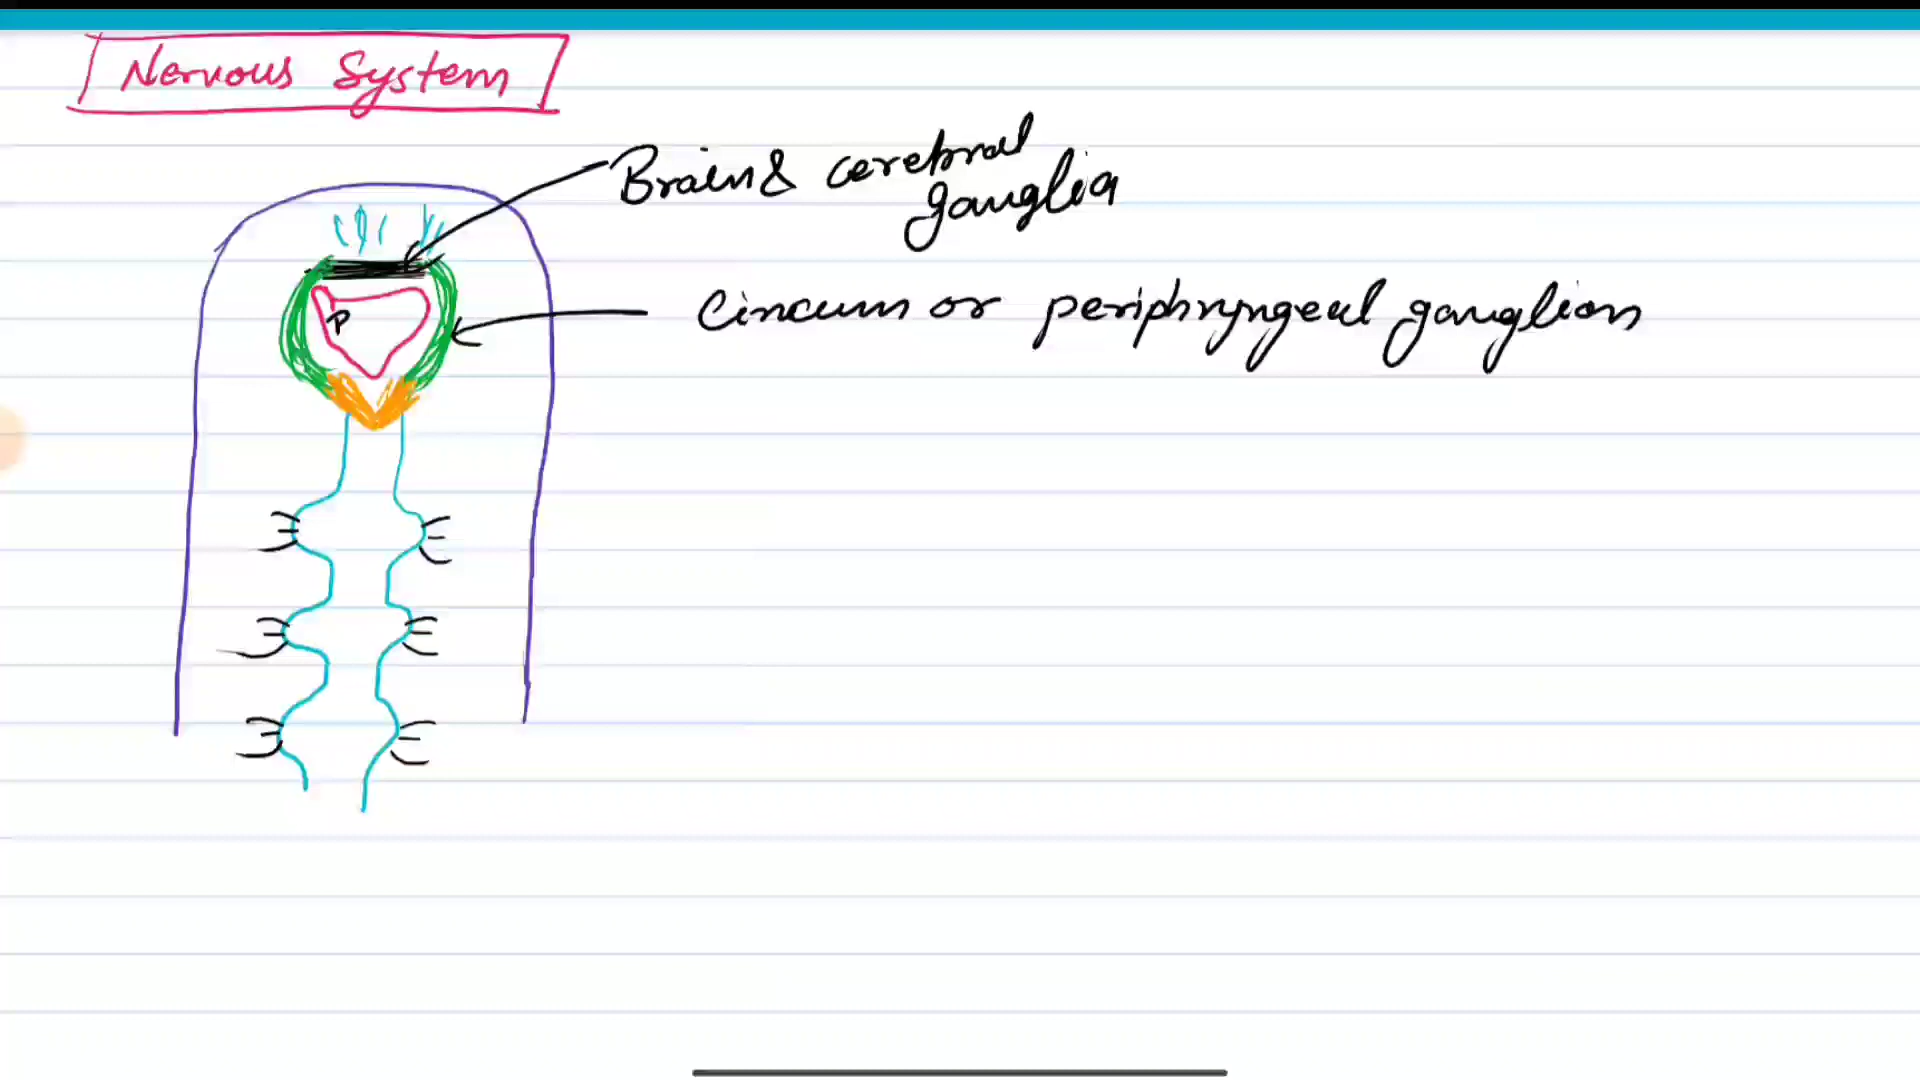 Nervous System
Brain & cerebral
ganglia
Circum or periphryngeal ganglion
P